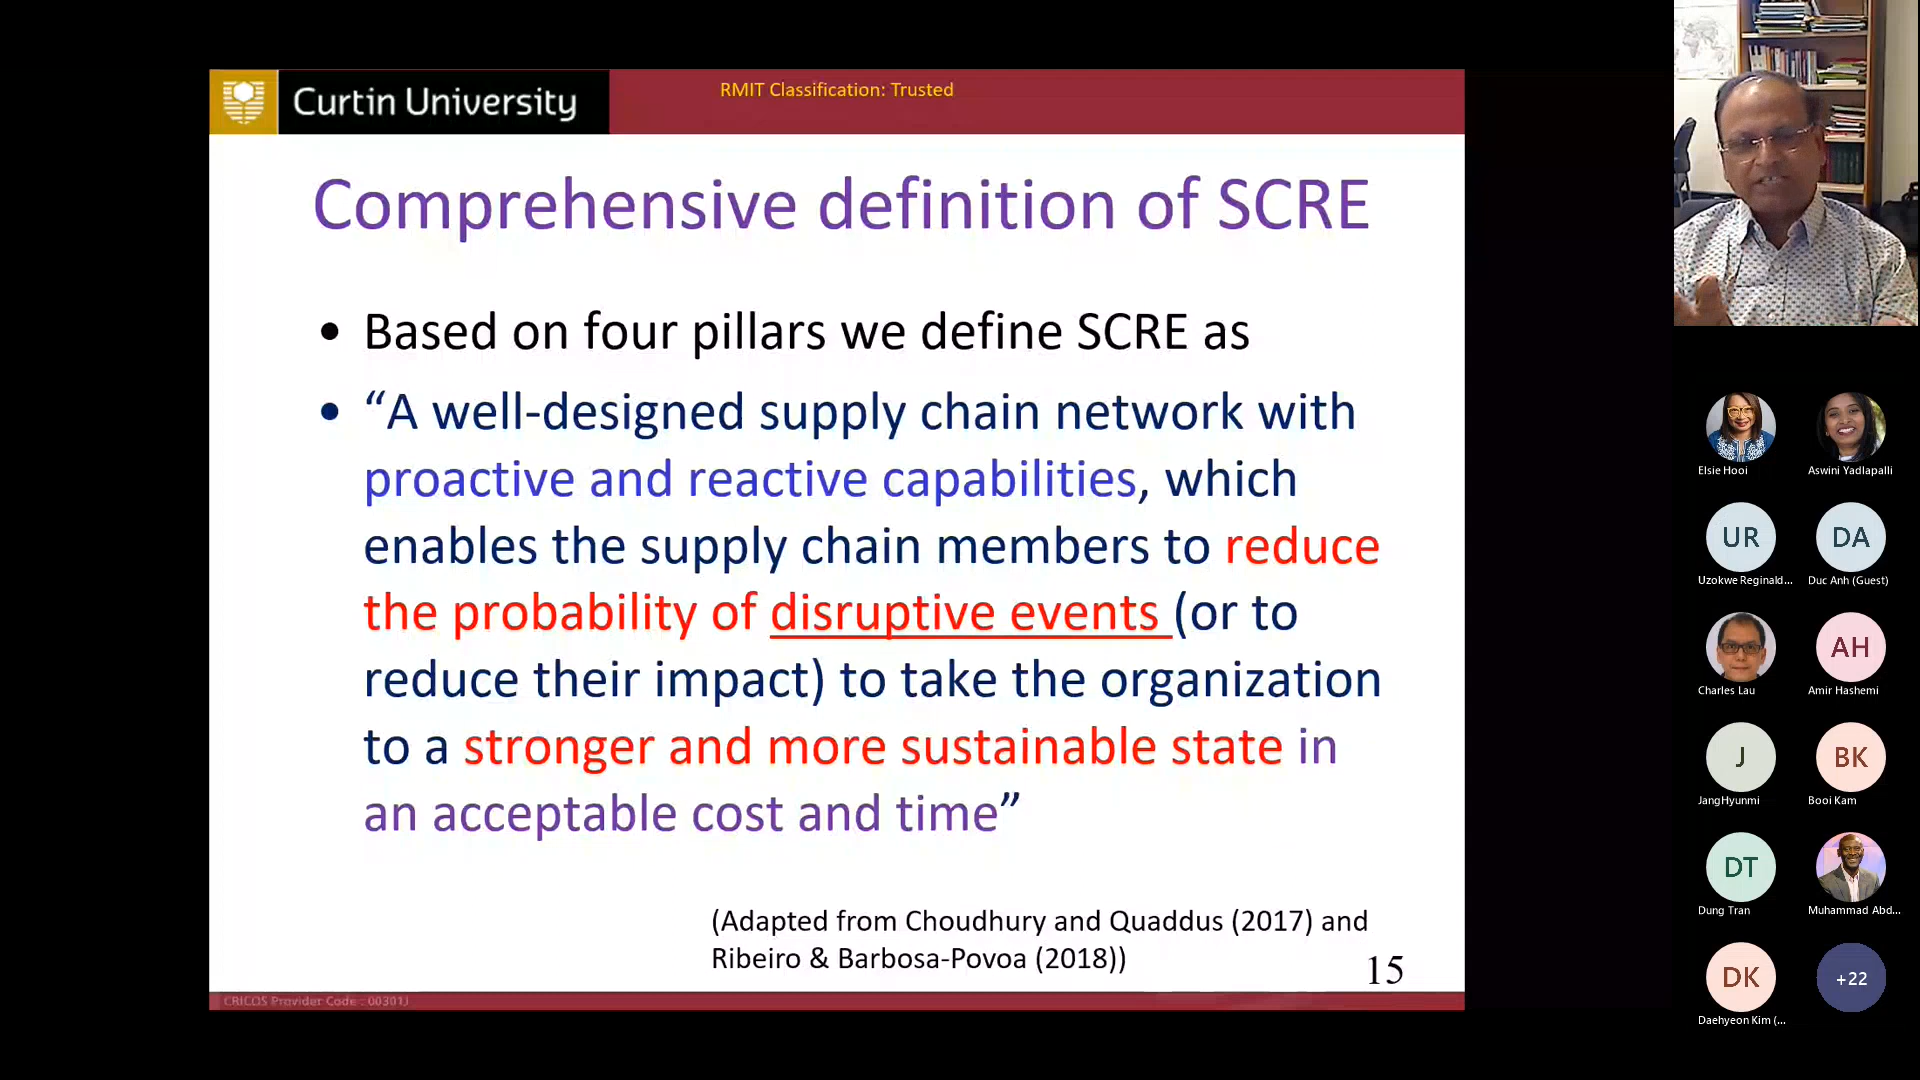 Curtin University
RMIT Classification: Trusted
Comprehensive definition of SCRE
• Based on four pillars we define SCRE as
• “A well-designed supply chain network with
proactive and reactive capabilities, which
enables the supply chain members to reduce
the probability of disruptive events (or to
reduce their impact) to take the organization
to a stronger and more sustainable state in
an acceptable cost and time”
(Adapted from Choudhury and Quaddus (2017) and
Ribeiro & Barbosa-Povoa (2018))
15
CRICOS Provider Code : 00301J
Elsie Hooi
Aswini Yadlapalli
UR
DA
Uzokwe Reginald...
Duc Anh (Guest)
AH
Charles Lau
Amir Hashemi
J
BK
JangHyunmi
Booi Kam
DT
Dung Tran
Muhammad Abd...
DK
+22
Daehyeon Kim (...